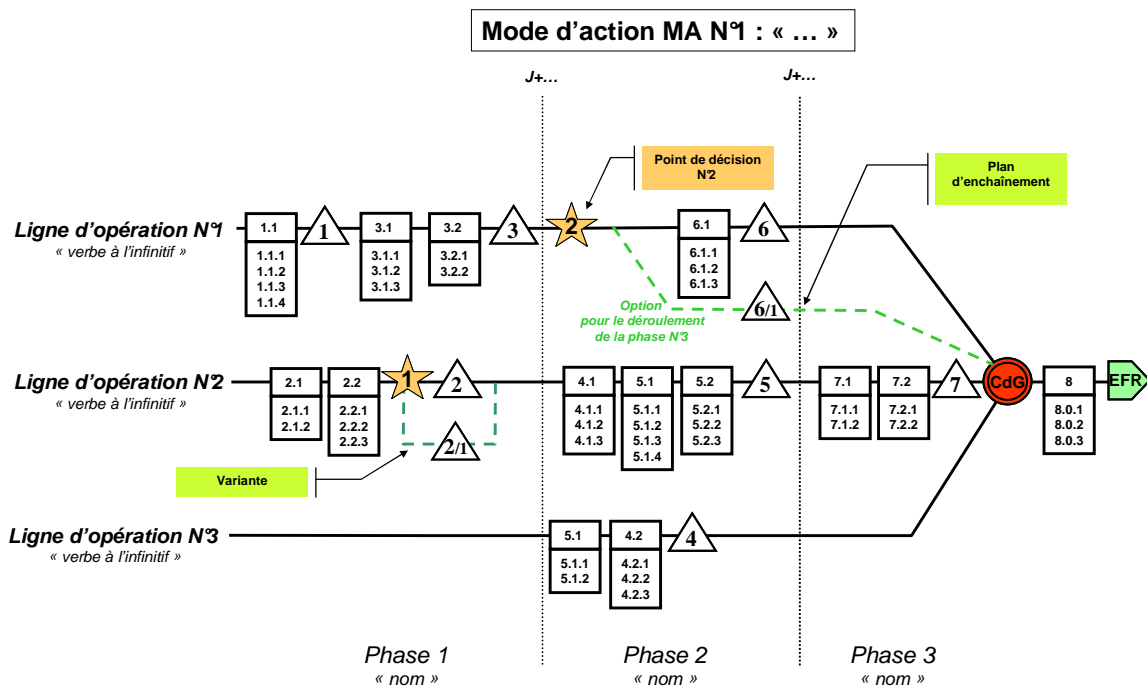 Mode d’action MA N°1 : « … »
J+…
J+…
Point de décision
N°2
Plan
d’enchaînement
Ligne d’opération N°1
« verbe à l’infinitif »
1.1
1.1.1
1.1.2
1.1.3
1.1.4
1
3.1
3.1.1
3.1.2
3.1.3
3.2
3.2.1
3.2.2
3
2
6.1
6.1.1
6.1.2
6.1.3
6
Option
pour le déroulement
de la phase N°3
6/1
Ligne d’opération N°2
« verbe à l’infinitif »
2.1
2.1.1
2.1.2
2.2
2.2.1
2.2.2
2.2.3
1
2
2/1
Variante
4.1
4.1.1
4.1.2
4.1.3
5.1
5.1.1
5.1.2
5.1.3
5.1.4
5.2
5.2.1
5.2.2
5.2.3
5
7.1
7.1.1
7.1.2
7.2
7.2.1
7.2.2
7
CdG
8
8.0.1
8.0.2
8.0.3
EFR
Ligne d’opération N°3
« verbe à l’infinitif »
5.1
5.1.1
5.1.2
4.2
4.2.1
4.2.2
4.2.3
4
Phase 1
« nom »
Phase 2
« nom »
Phase 3
« nom »